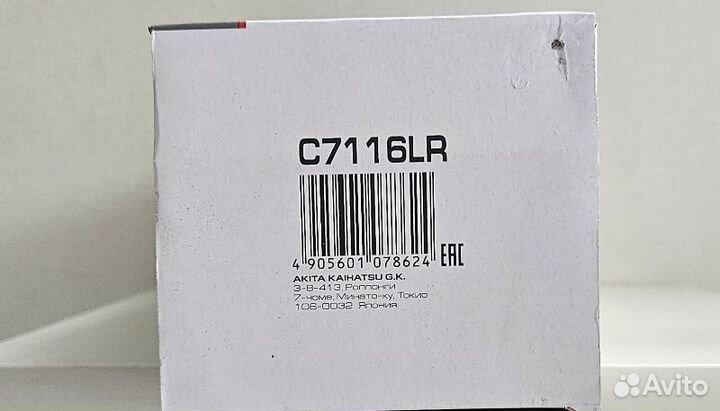 C7116LR
4 905601 078624 EAC
AKITA KAIHATSU G.K.
3-8-413, Роппонги
7-чоме, Минато-ку, Токио
106-0032 Япония
Avito